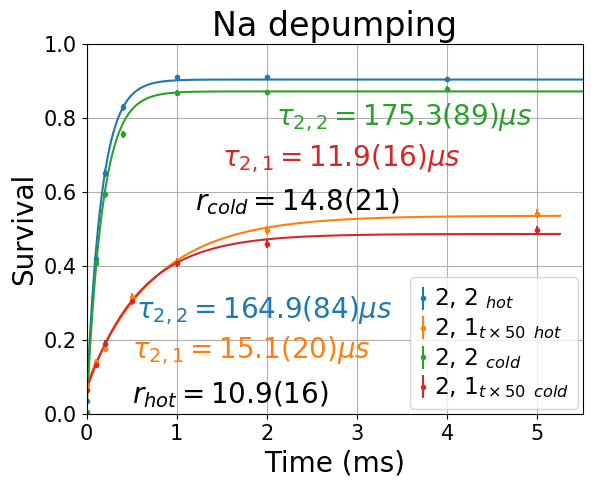 Na depumping
Survival
1.0
0.8
0.6
0.4
0.2
0.0
τ2,2 = 175.3(89)μs
τ2,1 = 11.9(16)μs
rcold = 14.8(21)
τ2,2 = 164.9(84)μs
τ2,1 = 15.1(20)μs
rhot = 10.9(16)
2, 2 hot
2, 1t×50 hot
2, 2 cold
2, 1t×50 cold
0 1 2 3 4 5
Time (ms)